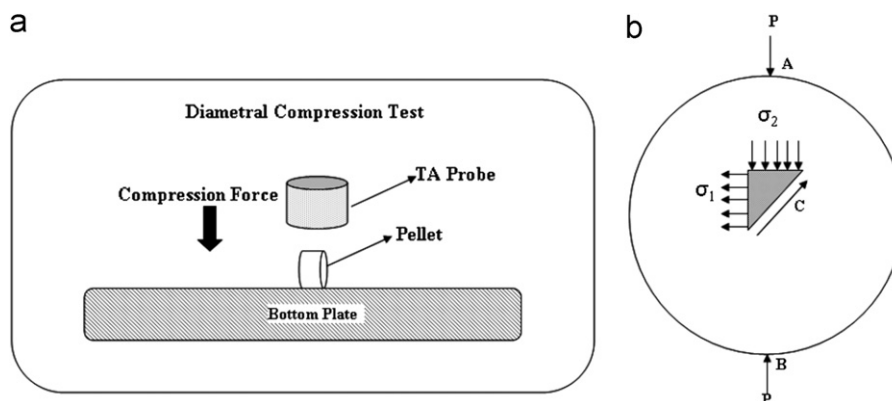 a
Diametral Compression Test
TA Probe
Compression Force
Pellet
Bottom Plate
b
P
A
σ2
σ1
C
B
P